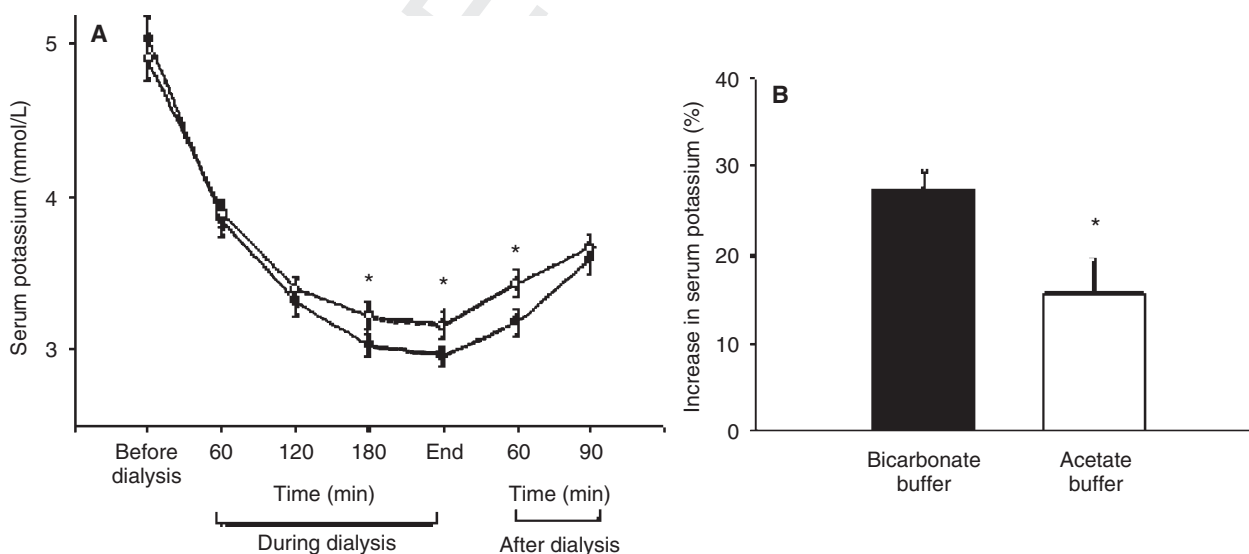 A
5
4
3
Serum potassium (mmol/L)
*
*
*
Before
dialysis
60
120
180
End
60
90
Time (min)
Time (min)
During dialysis
After dialysis
B
40
30
20
10
0
Increase in serum potassium (%)
*
Bicarbonate
buffer
Acetate
buffer